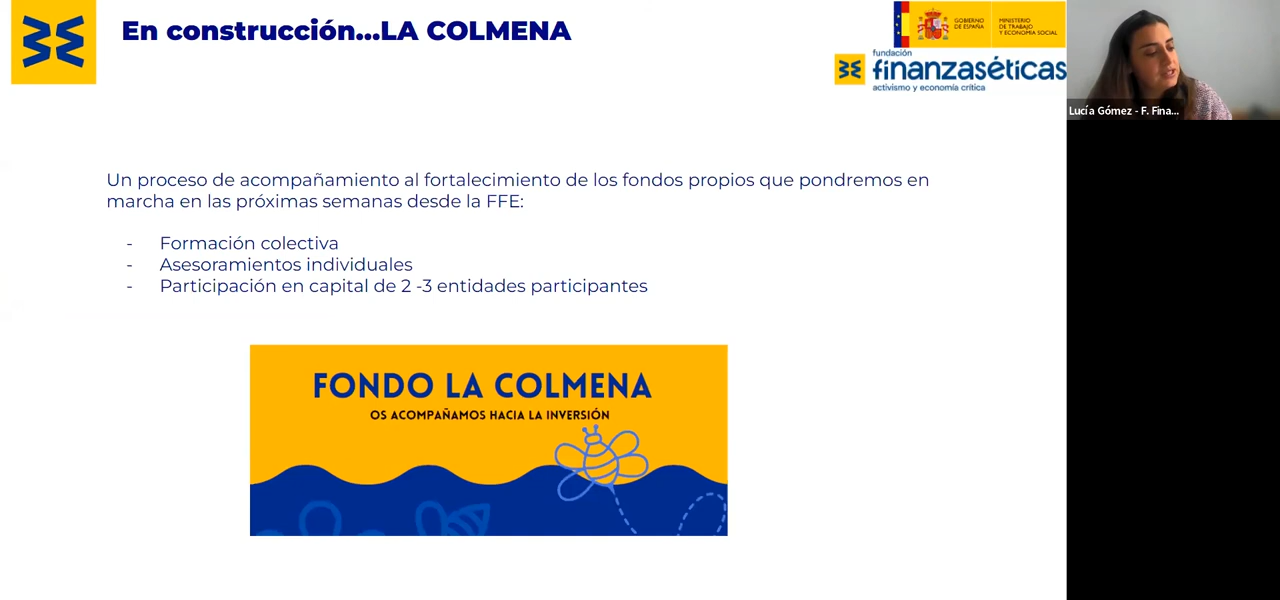 En construcción...LA COLMENA
GOBIERNO
DE ESPAÑA
MINISTERIO
DE TRABAJO
Y ECONOMÍA SOCIAL
fundación
finanzaséticas
activismo y economía crítica
Lucía Gómez - F. Fina...
Un proceso de acompañamiento al fortalecimiento de los fondos propios que pondremos en
marcha en las próximas semanas desde la FFE:
- Formación colectiva
- Asesoramientos individuales
- Participación en capital de 2 -3 entidades participantes
FONDO LA COLMENA
OS ACOMPAÑAMOS HACIA LA INVERSIÓN